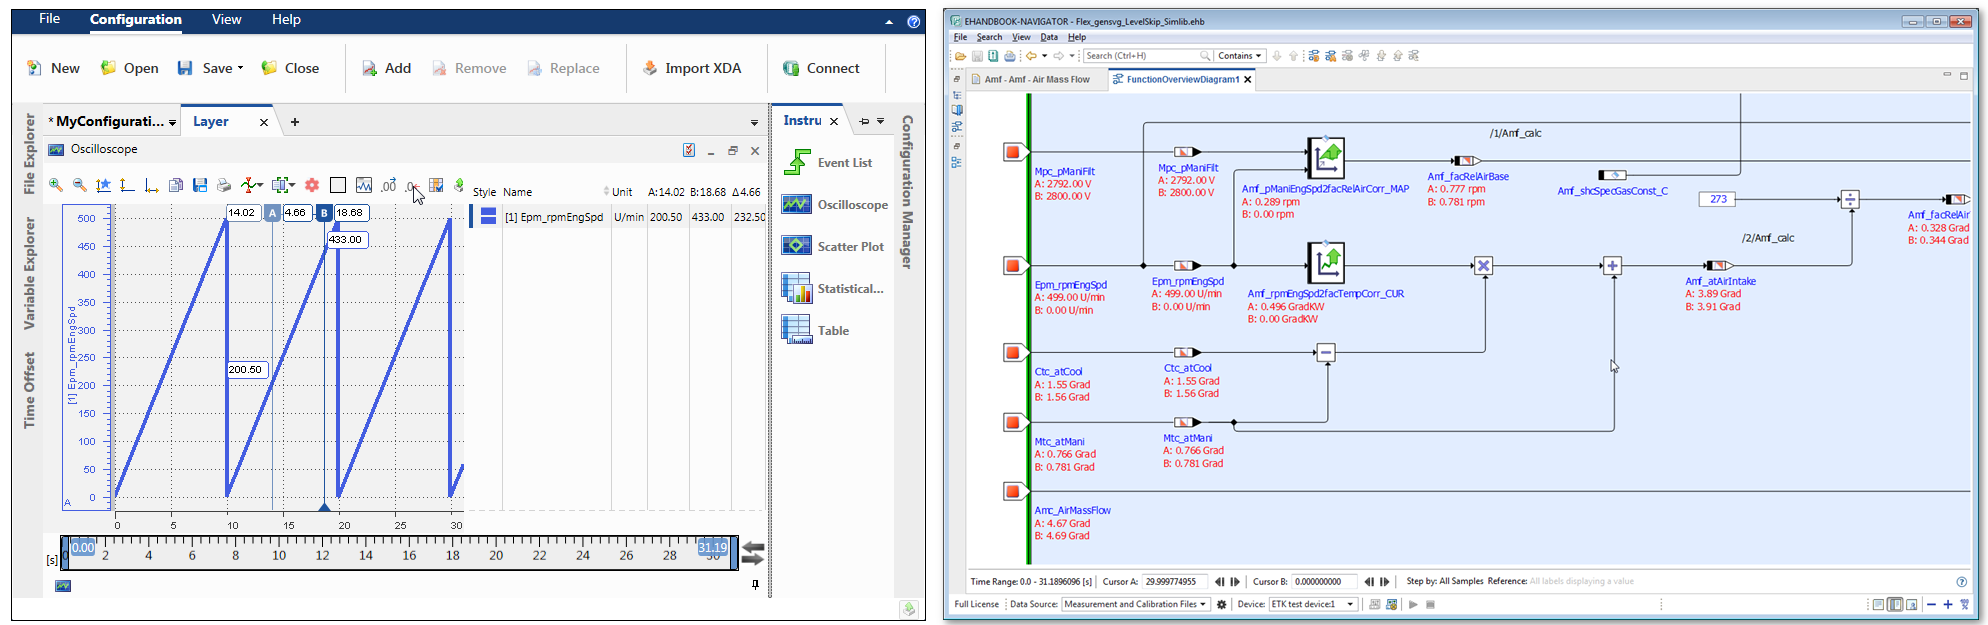 File Configuration View Help
New Open Save Close Add Remove Replace Import XDA Connect
File Explorer
Variable Explorer
Time Offset
* MyConfigurati... Layer
Oscilloscope
Style Name Unit A:14.02 B:18.68 Δ4.66
[1] Epm_rpmEngSpd U/min 200.50 433.00 232.50
[1] Epm_rpmEngSpd
500
450
400
350
300
250
200
150
100
50
0
A
14.02 A 4.66 B 18.68
433.00
200.50
0 5 10 15 20 25 30
[s] 0 0.00 2 4 6 8 10 12 14 16 18 20 22 24 26 28 30 31.19
Instru
Event List
Oscilloscope
Scatter Plot
Statistical...
Table
Configuration Manager
EHANDBOOK-NAVIGATOR - Flex_gensvg_LevelSkip_Simlib.ehb
File Search View Data Help
Search (Ctrl+H) Contains
Amf - Amf - Air Mass Flow FunctionOverviewDiagram1
/1/Amf_calc
Mpc_pManiFilt
A: 2792.00 V
B: 2800.00 V
Mpc_pManiFilt
A: 2792.00 V
B: 2800.00 V
Amf_pManiEngSpd2facRelAirCorr_MAP
A: 0.289 rpm
B: 0.00 rpm
Amf_facRelAirBase
A: 0.777 rpm
B: 0.781 rpm
Amf_shcSpecGasConst_C
273
Amf_facRelAir
A: 0.328 Grad
B: 0.344 Grad
/2/Amf_calc
Epm_rpmEngSpd
A: 499.00 U/min
B: 0.00 U/min
Epm_rpmEngSpd
A: 499.00 U/min
B: 0.00 U/min
Amf_rpmEngSpd2facTempCorr_CUR
A: 0.496 GradKW
B: 0.00 GradKW
Amf_atAirIntake
A: 3.89 Grad
B: 3.91 Grad
Ctc_atCool
A: 1.55 Grad
B: 1.56 Grad
Ctc_atCool
A: 1.55 Grad
B: 1.56 Grad
Mtc_atMani
A: 0.766 Grad
B: 0.781 Grad
Mtc_atMani
A: 0.766 Grad
B: 0.781 Grad
Amc_AirMassFlow
A: 4.67 Grad
B: 4.69 Grad
Time Range: 0.0 - 31.1896096 [s] Cursor A: 29.999774955 Cursor B: 0.000000000 Step by: All Samples Reference: All labels displaying a value
Full License Data Source: Measurement and Calibration Files Device: ETK test device:1